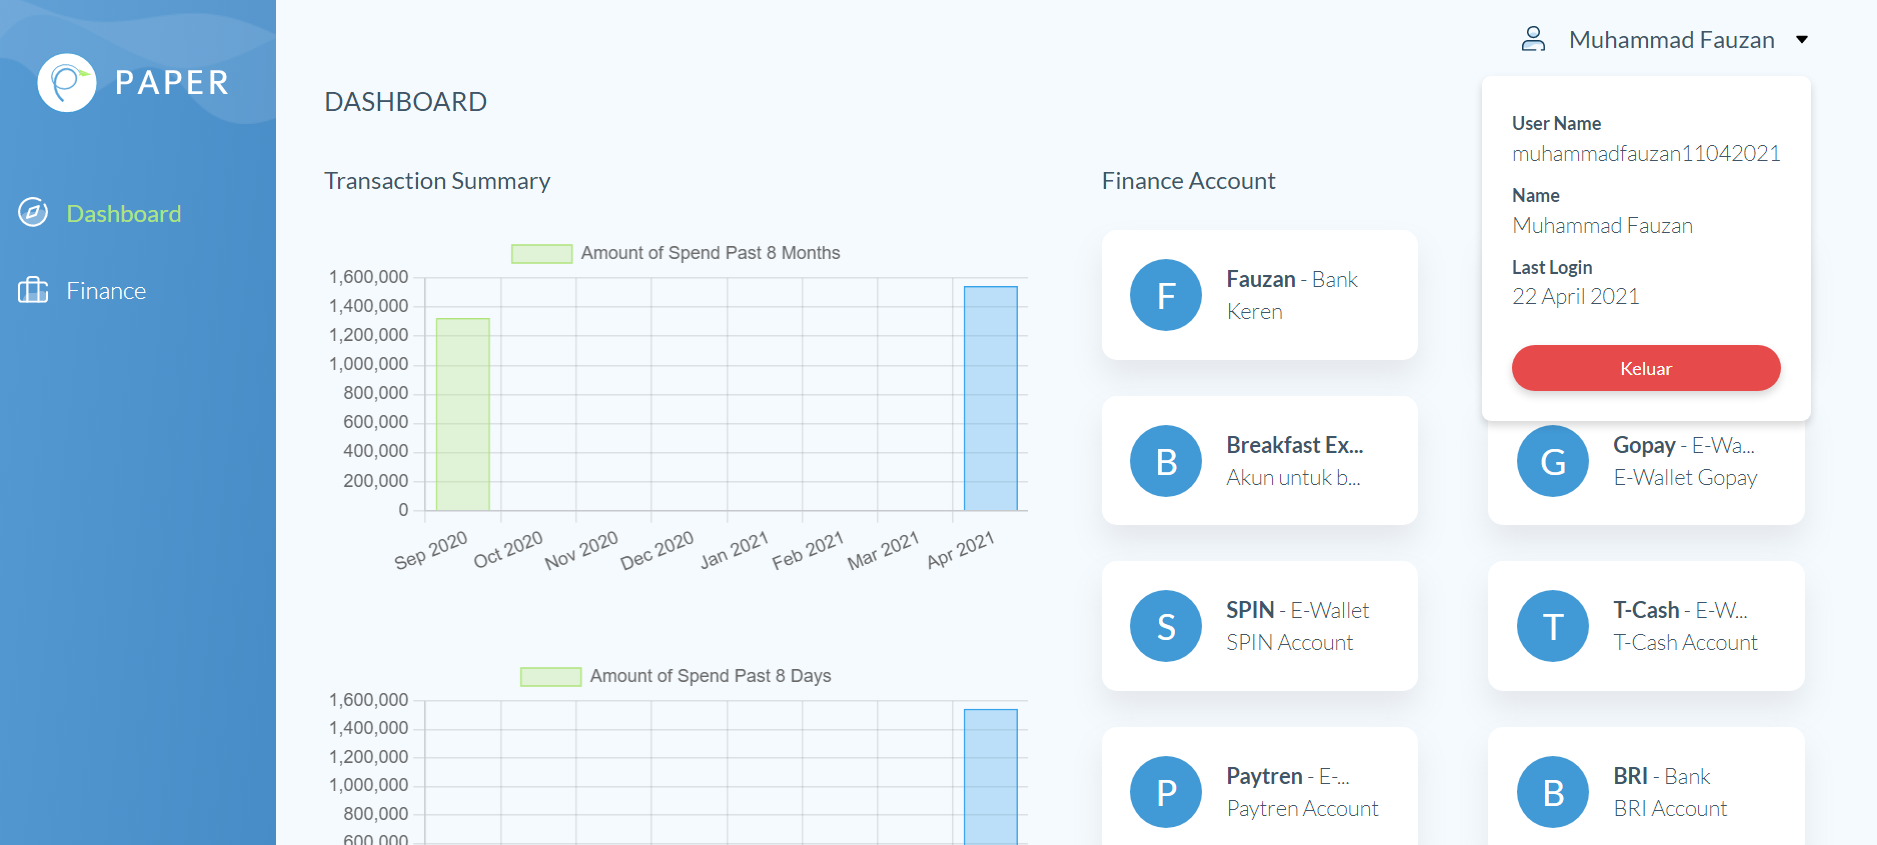 PAPER
Dashboard
Finance
Muhammad Fauzan
User Name
muhammadfauzan11042021
Name
Muhammad Fauzan
Last Login
22 April 2021
Keluar
DASHBOARD
Transaction Summary
Amount of Spend Past 8 Months
1,600,000
1,400,000
1,200,000
1,000,000
800,000
600,000
400,000
200,000
0
Sep 2020
Oct 2020
Nov 2020
Dec 2020
Jan 2021
Feb 2021
Mar 2021
Apr 2021
Amount of Spend Past 8 Days
1,600,000
1,400,000
1,200,000
1,000,000
800,000
600,000
Finance Account
F
Fauzan - Bank
Keren
B
Breakfast Ex...
Akun untuk b...
G
Gopay - E-Wa...
E-Wallet Gopay
S
SPIN - E-Wallet
SPIN Account
T
T-Cash - E-W...
T-Cash Account
P
Paytren - E-...
Paytren Account
B
BRI - Bank
BRI Account